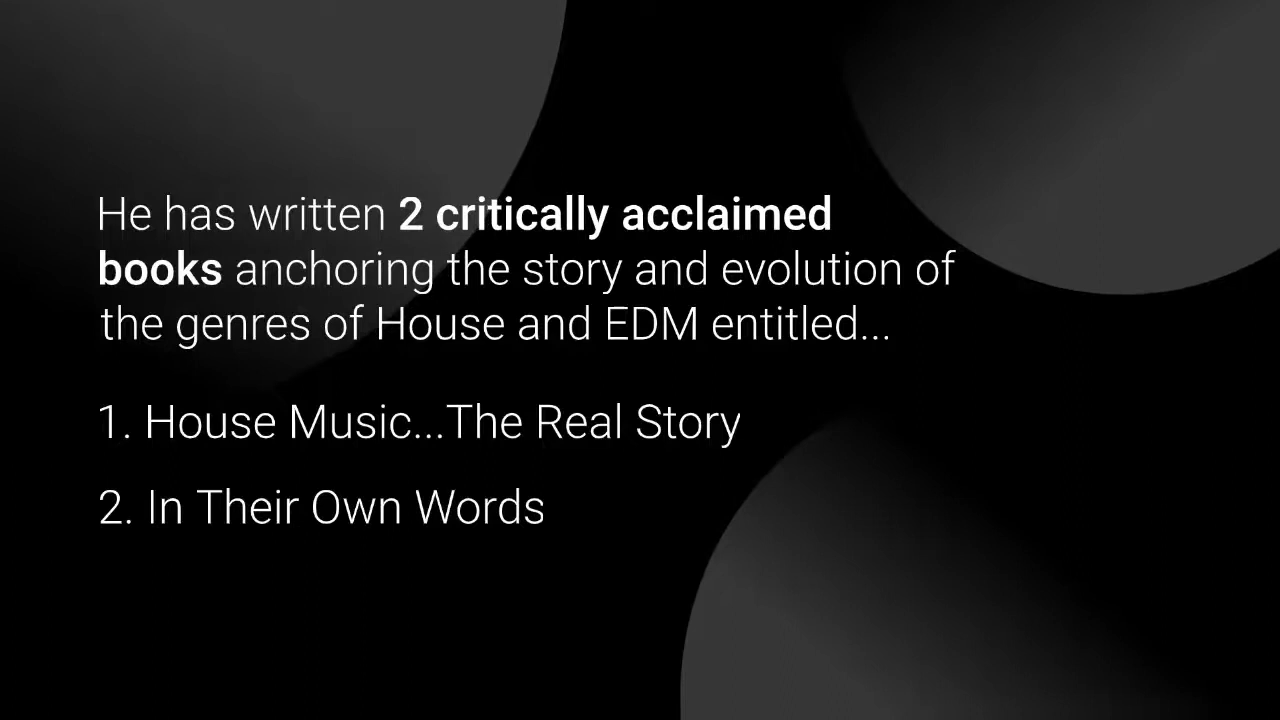 He has written 2 critically acclaimed
books anchoring the story and evolution of
the genres of House and EDM entitled...
1. House Music...The Real Story
2. In Their Own Words